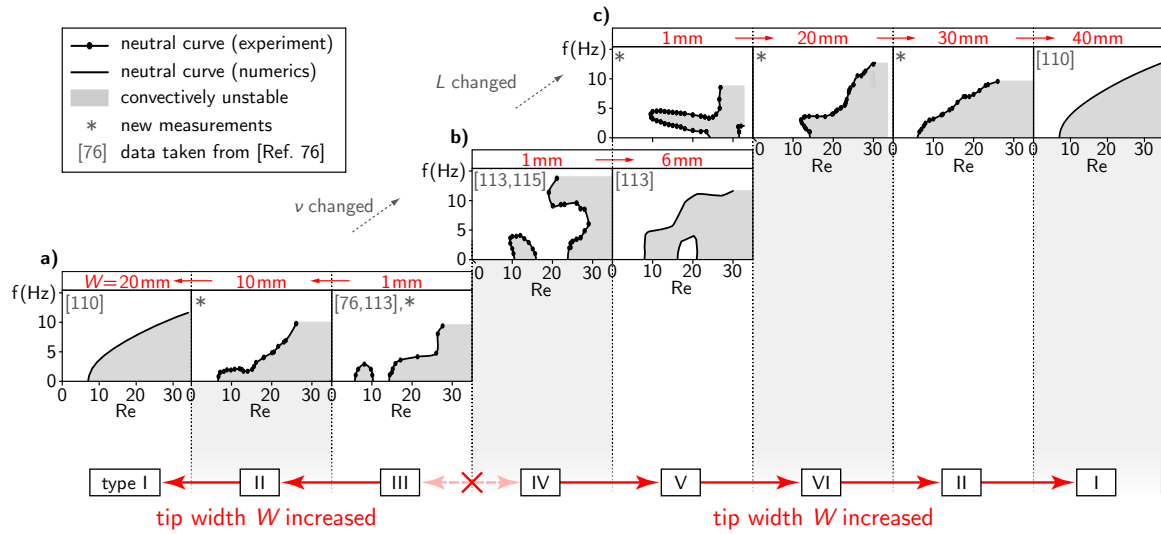 neutral curve (experiment)
neutral curve (numerics)
convectively unstable
* new measurements
[76] data taken from [Ref. 76]
c)
f(Hz)
1mm 20mm 30mm 40mm
* * * [110]
10
5
0
0 10 20 30 0 10 20 30 0 10 20 30 0 10 20 30
Re Re Re Re
L changed
b)
f(Hz)
1mm 6mm
[113,115] [113]
15
10
5
0
0 10 20 30 0 10 20 30 0
Re Re
ν changed
a)
f(Hz)
W=20mm 10mm 1mm
[110] * [76,113],*
10
5
0
0 10 20 30 0 10 20 30 0 10 20 30
Re Re Re
type I II III IV V VI II I
tip width W increased tip width W increased